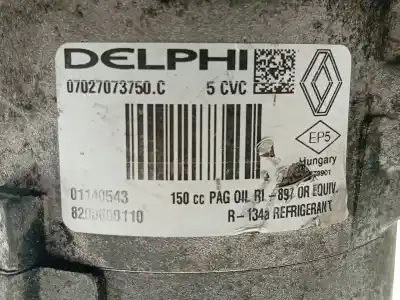 DELPHI
07027073750.C 5 CVC
EP5
Hungary
01140543 150 cc PAG OIL RL - 897 OR EQUIV.
R - 134a REFRIGERANT